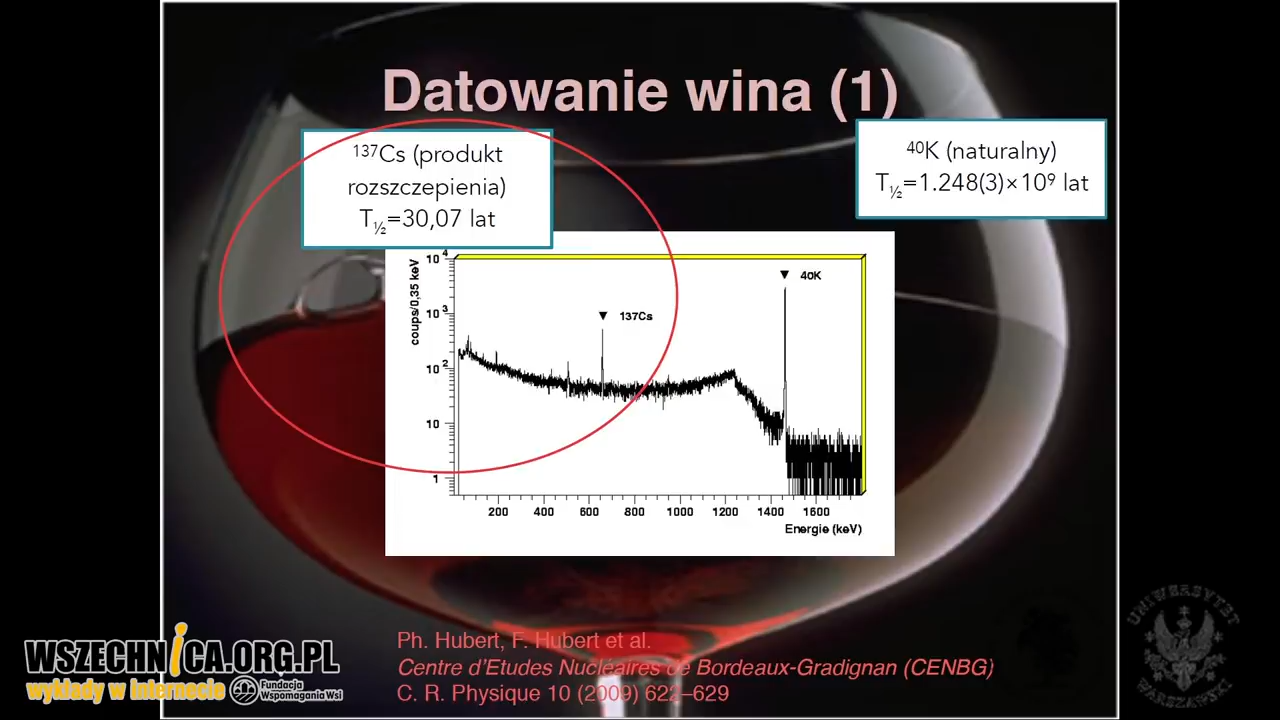 Datowanie wina (1)
¹³⁷Cs (produkt
rozszczepienia)
T½=30,07 lat
⁴⁰K (naturalny)
T½=1.248(3)×10⁹ lat
coups/0,35 keV
10⁴
10³
10²
10
1
137Cs
40K
200 400 600 800 1000 1200 1400 1600
Energie (keV)
Ph. Hubert, F. Hubert et al.
Centre d'Etudes Nucléaires de Bordeaux-Gradignan (CENBG)
C. R. Physique 10 (2009) 622–629
WSZECHNICA.ORG.PL
wykłady w internecie
Fundacja
Wspomagania Wsi
UNIWERSYTET
WARSZAWSKI